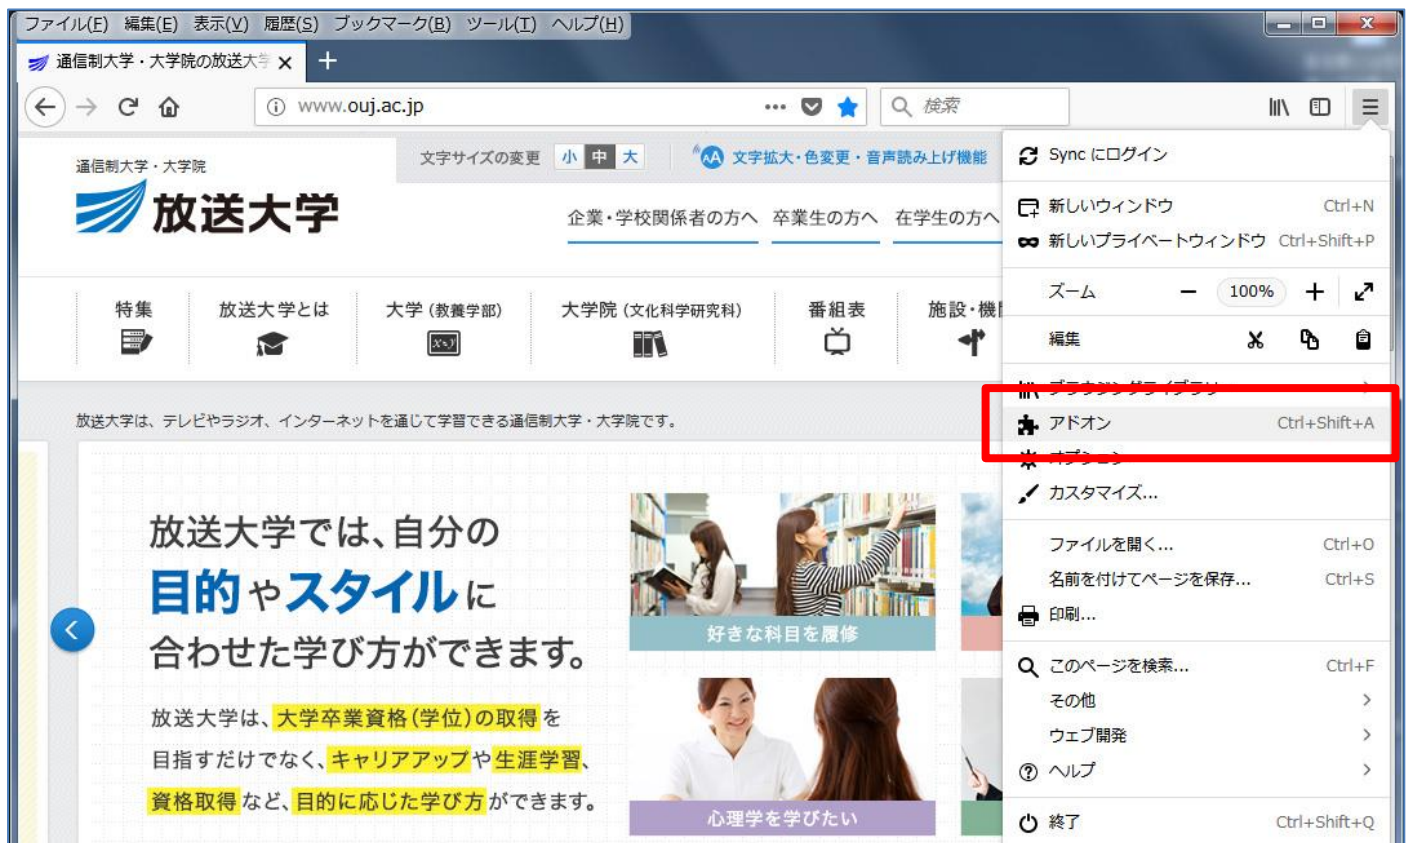 ファイル(F) 編集(E) 表示(V) 履歴(S) ブックマーク(B) ツール(T) ヘルプ(H)
通信制大学・大学院の放送大学
www.ouj.ac.jp
検索
通信制大学・大学院
放送大学
文字サイズの変更 小 中 大
文字拡大・色変更・音声読み上げ機能
企業・学校関係者の方へ 卒業生の方へ 在学生の方へ
特集 放送大学とは 大学(教養学部) 大学院(文化科学研究科) 番組表 施設・機
放送大学は、テレビやラジオ、インターネットを通じて学習できる通信制大学・大学院です。
放送大学では、自分の
目的やスタイルに
合わせた学び方ができます。
放送大学は、大学卒業資格(学位)の取得を
目指すだけでなく、キャリアアップや生涯学習、
資格取得など、目的に応じた学び方ができます。
好きな科目を履修
心理学を学びたい
Sync にログイン
新しいウィンドウ Ctrl+N
新しいプライベートウィンドウ Ctrl+Shift+P
ズーム 100%
編集
ブラウジングライブラリ
アドオン Ctrl+Shift+A
オプション
カスタマイズ...
ファイルを開く... Ctrl+O
名前を付けてページを保存... Ctrl+S
印刷...
このページを検索... Ctrl+F
その他
ウェブ開発
ヘルプ
終了 Ctrl+Shift+Q